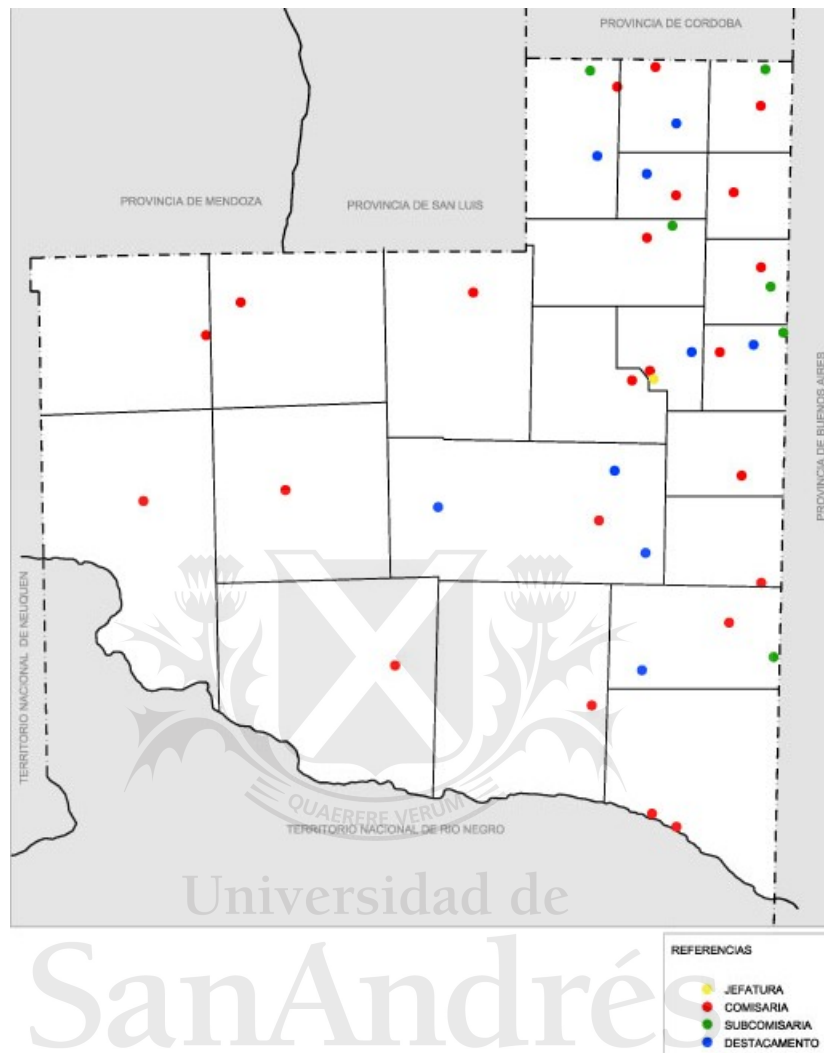 PROVINCIA DE CORDOBA
PROVINCIA DE MENDOZA
PROVINCIA DE SAN LUIS
PROVINCIA DE BUENOS AIRES
TERRITORIO NACIONAL DE NEUQUEN
QUAERERE VERUM
TERRITORIO NACIONAL DE RIO NEGRO
Universidad de
SanAndrés
REFERENCIAS
JEFATURA
COMISARIA
SUBCOMISARIA
DESTACAMENTO